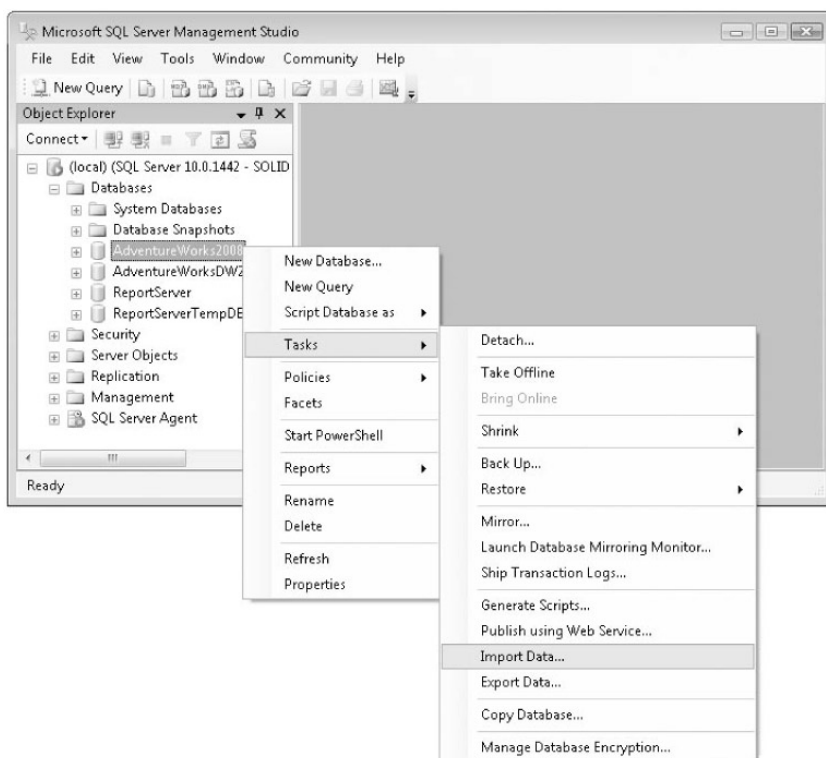 Microsoft SQL Server Management Studio
File Edit View Tools Window Community Help
New Query
Object Explorer
Connect
(local) (SQL Server 10.0.1442 - SOLID
Databases
System Databases
Database Snapshots
AdventureWorks2008
AdventureWorksDW2
ReportServer
ReportServerTempDB
Security
Server Objects
Replication
Management
SQL Server Agent
Ready
New Database...
New Query
Script Database as
Tasks
Policies
Facets
Start PowerShell
Reports
Rename
Delete
Refresh
Properties
Detach...
Take Offline
Bring Online
Shrink
Back Up...
Restore
Mirror...
Launch Database Mirroring Monitor...
Ship Transaction Logs...
Generate Scripts...
Publish using Web Service...
Import Data...
Export Data...
Copy Database...
Manage Database Encryption...